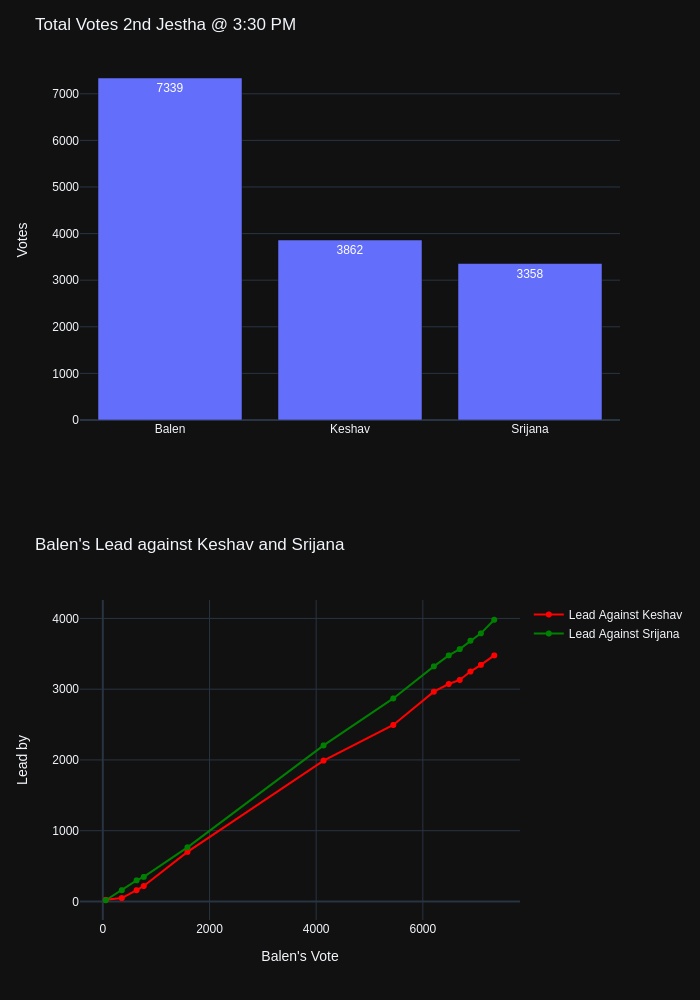 Total Votes 2nd Jestha @ 3:30 PM
7339
7000
6000
5000
4000
3862
Votes
3358
3000
2000
1000
0
Balen Keshav Srijana
Balen's Lead against Keshav and Srijana
4000
Lead Against Keshav
Lead Against Srijana
3000
Lead by
2000
1000
0
0 2000 4000 6000
Balen's Vote